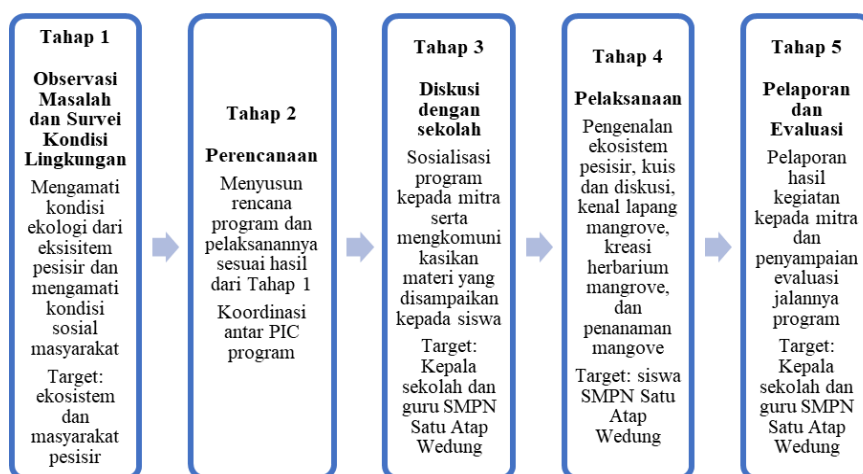 Tahap 1
Observasi
Masalah
dan Survei
Kondisi
Lingkungan
Mengamati
kondisi
ekologi dari
eksisitem
pesisir dan
mengamati
kondisi
sosial
masyarakat
Target:
ekosistem
dan
masyarakat
pesisir
Tahap 2
Perencanaan
Menyusun
rencana
program dan
pelaksanannya
sesuai hasil
dari Tahap 1
Koordinasi
antar PIC
program
Tahap 3
Diskusi
dengan
sekolah
Sosialisasi
program
kepada mitra
serta
mengkomuni
kasikan
materi yang
disampaikan
kepada siswa
Target:
Kepala
sekolah dan
guru SMPN
Satu Atap
Wedung
Tahap 4
Pelaksanaan
Pengenalan
ekosistem
pesisir, kuis
dan diskusi,
kenal lapang
mangrove,
kreasi
herbarium
mangrove,
dan
penanaman
mangove
Target: siswa
SMPN Satu
Atap
Wedung
Tahap 5
Pelaporan
dan
Evaluasi
Pelaporan
hasil
kegiatan
kepada mitra
dan
penyampaian
evaluasi
jalannya
program
Target:
Kepala
sekolah dan
guru SMPN
Satu Atap
Wedung